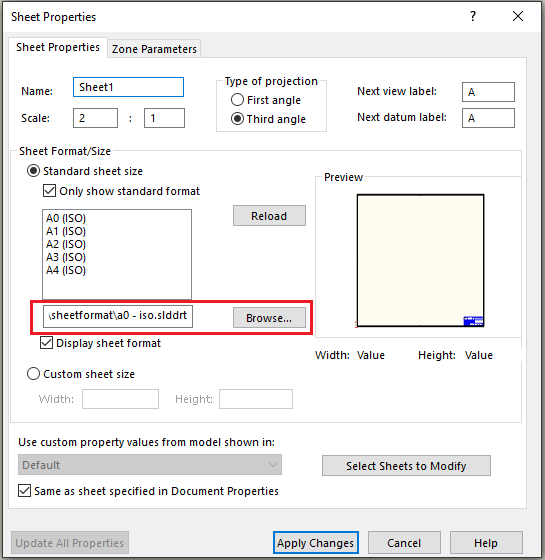 Sheet Properties
Sheet Properties Zone Parameters
Name: Sheet1
Scale: 2 : 1
Type of projection
First angle
Third angle
Next view label: A
Next datum label: A
Sheet Format/Size
Standard sheet size
Only show standard format
A0 (ISO)
A1 (ISO)
A2 (ISO)
A3 (ISO)
A4 (ISO)
Reload
\sheetformat\a0 - iso.slddrt Browse...
Display sheet format
Custom sheet size
Width: Height:
Preview
Width: Value Height: Value
Use custom property values from model shown in:
Default
Select Sheets to Modify
Same as sheet specified in Document Properties
Update All Properties Apply Changes Cancel Help